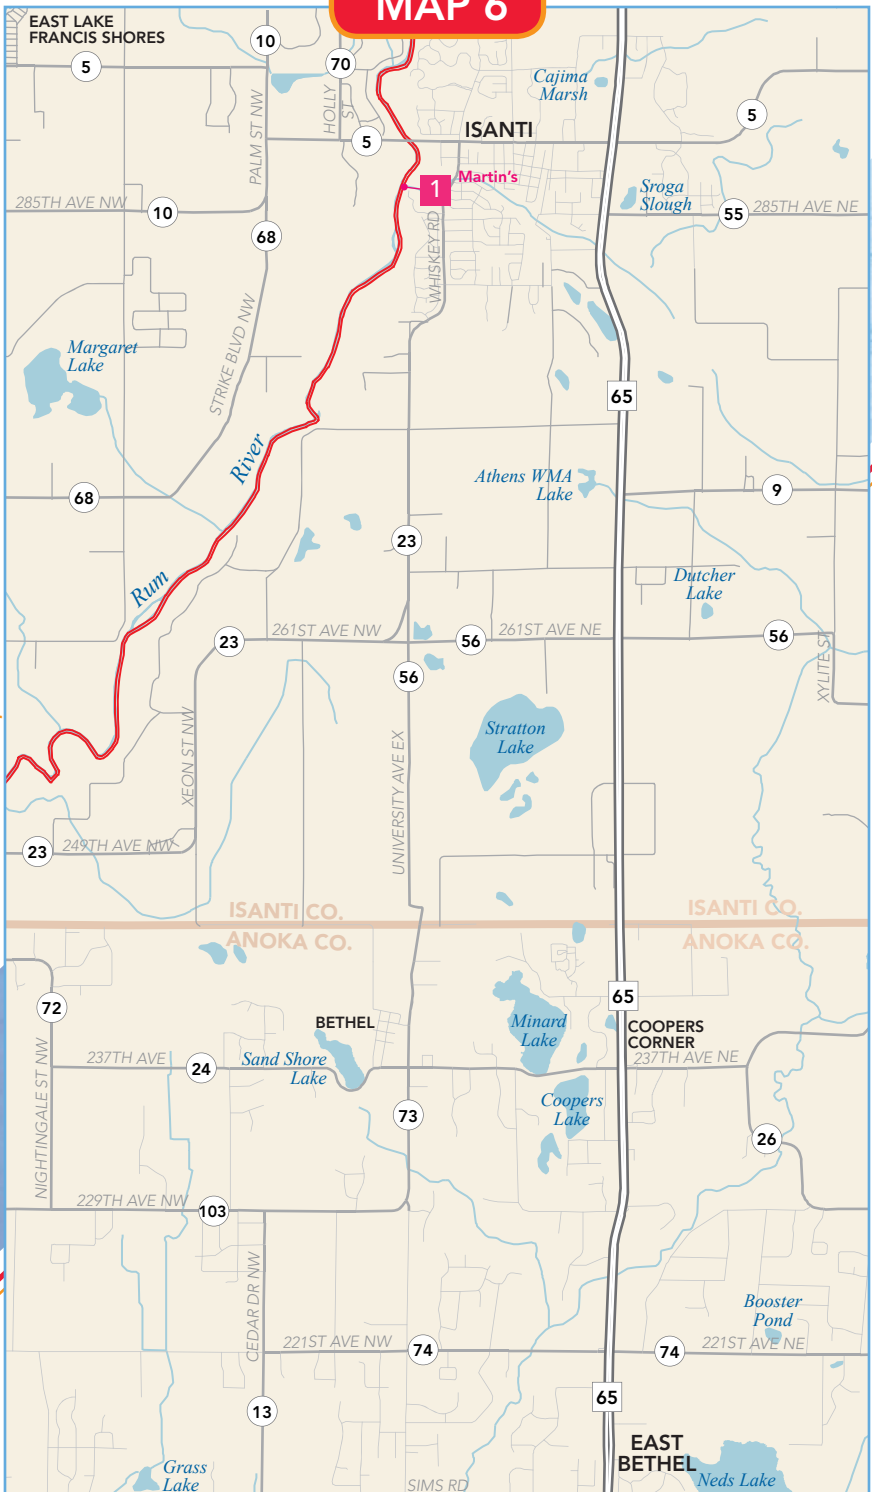 MAP 6
EAST LAKE
FRANCIS SHORES
10
70
5
Cajima
Marsh
HOLLY
ST
PALM ST NW
5
5
ISANTI
1
Martin's
Sroga
Slough
285TH AVE NW
10
55
285TH AVE NE
68
WHISKEY RD
STRIKE BLVD NW
Margaret
Lake
65
River
Athens WMA
Lake
68
9
23
Rum
Dutcher
Lake
23
261ST AVE NW
56
261ST AVE NE
56
XYLITE ST
56
XEON ST NW
UNIVERSITY AVE EX
Stratton
Lake
23
249TH AVE NW
ISANTI CO.
ANOKA CO.
ISANTI CO.
ANOKA CO.
72
65
BETHEL
Minard
Lake
COOPERS
CORNER
237TH AVE
24
Sand Shore
Lake
237TH AVE NE
NIGHTINGALE ST NW
Coopers
Lake
73
26
229TH AVE NW
103
CEDAR DR NW
Booster
Pond
221ST AVE NW
74
74
221ST AVE NE
65
13
EAST
BETHEL
Grass
Lake
SIMS RD
Neds Lake